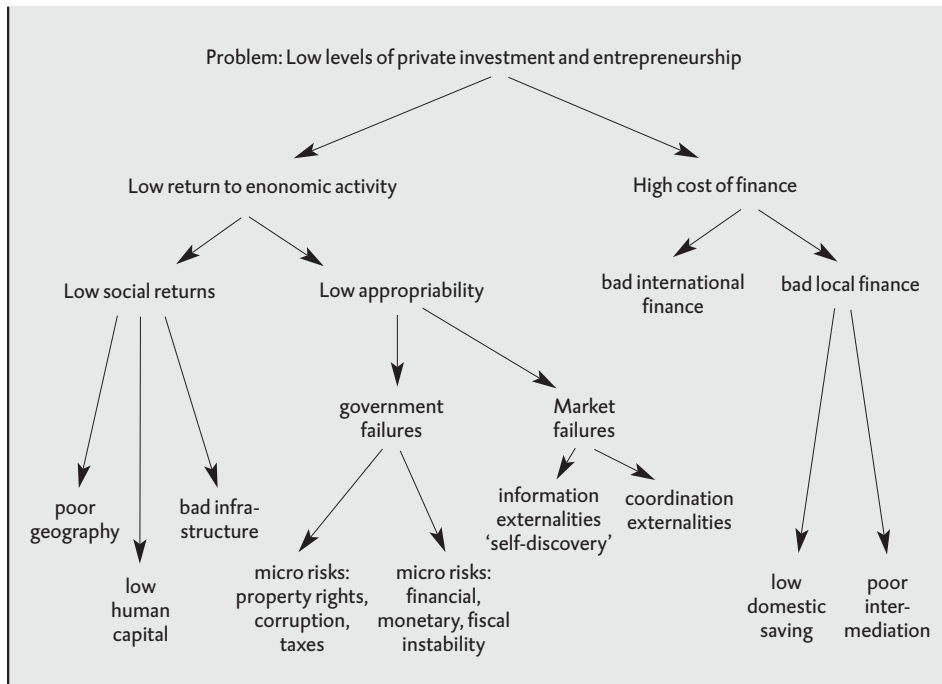 Problem: Low levels of private investment and entrepreneurship
Low return to enonomic activity
High cost of finance
Low social returns
Low appropriability
bad international
finance
bad local finance
government
failures
Market
failures
poor
geography
bad infra-
structure
information
externalities
‘self-discovery’
coordination
externalities
low
human
capital
micro risks:
property rights,
corruption,
taxes
micro risks:
financial,
monetary, fiscal
instability
low
domestic
saving
poor
inter-
mediation